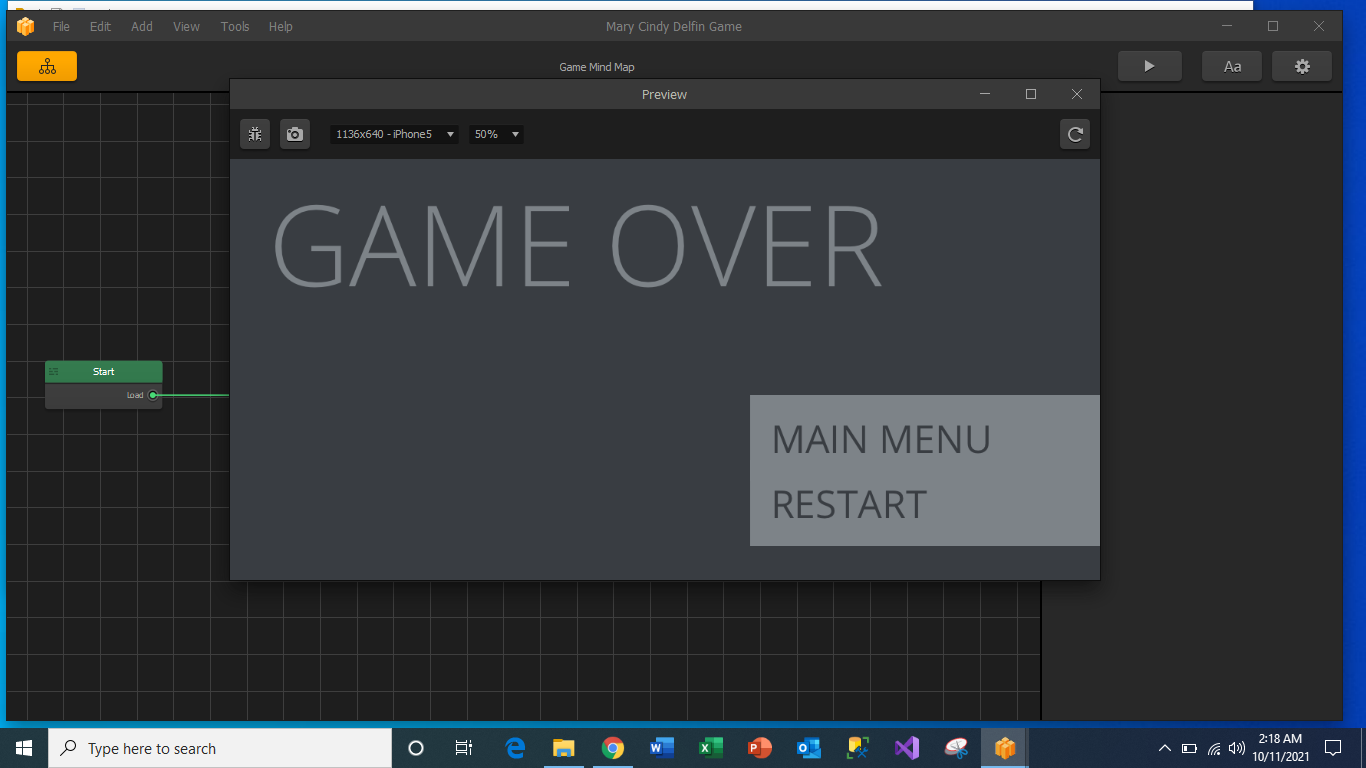 File Edit Add View Tools Help
Mary Cindy Delfin Game
Game Mind Map
Aa
Preview
1136x640 - iPhone5
50%
GAME OVER
Start
Load
MAIN MENU
RESTART
Type here to search
2:18 AM
10/11/2021